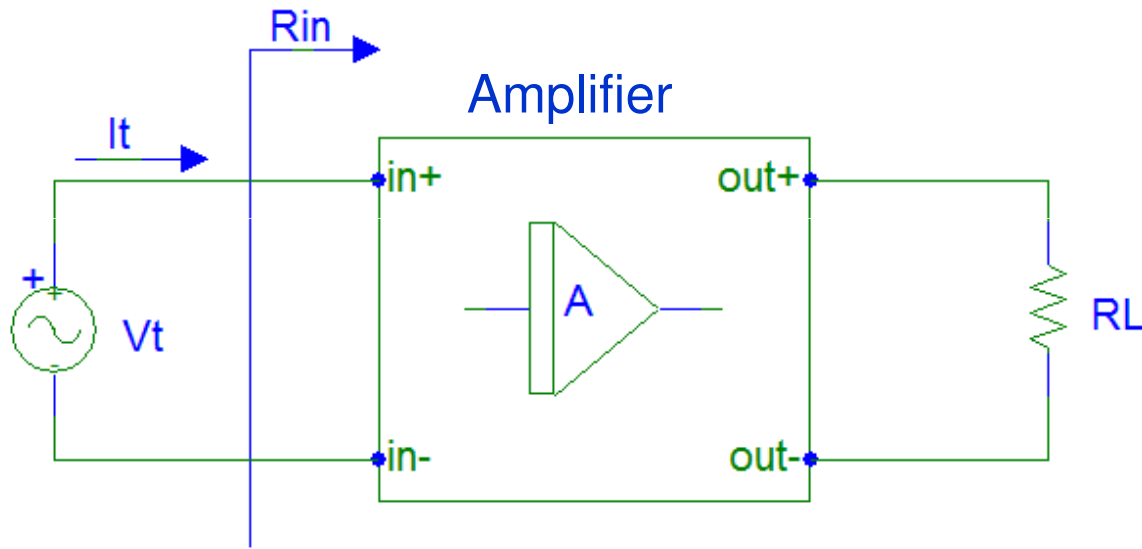 Rin
Amplifier
It
in+
out+
+
+
A
Vt
RL
-
in-
out-